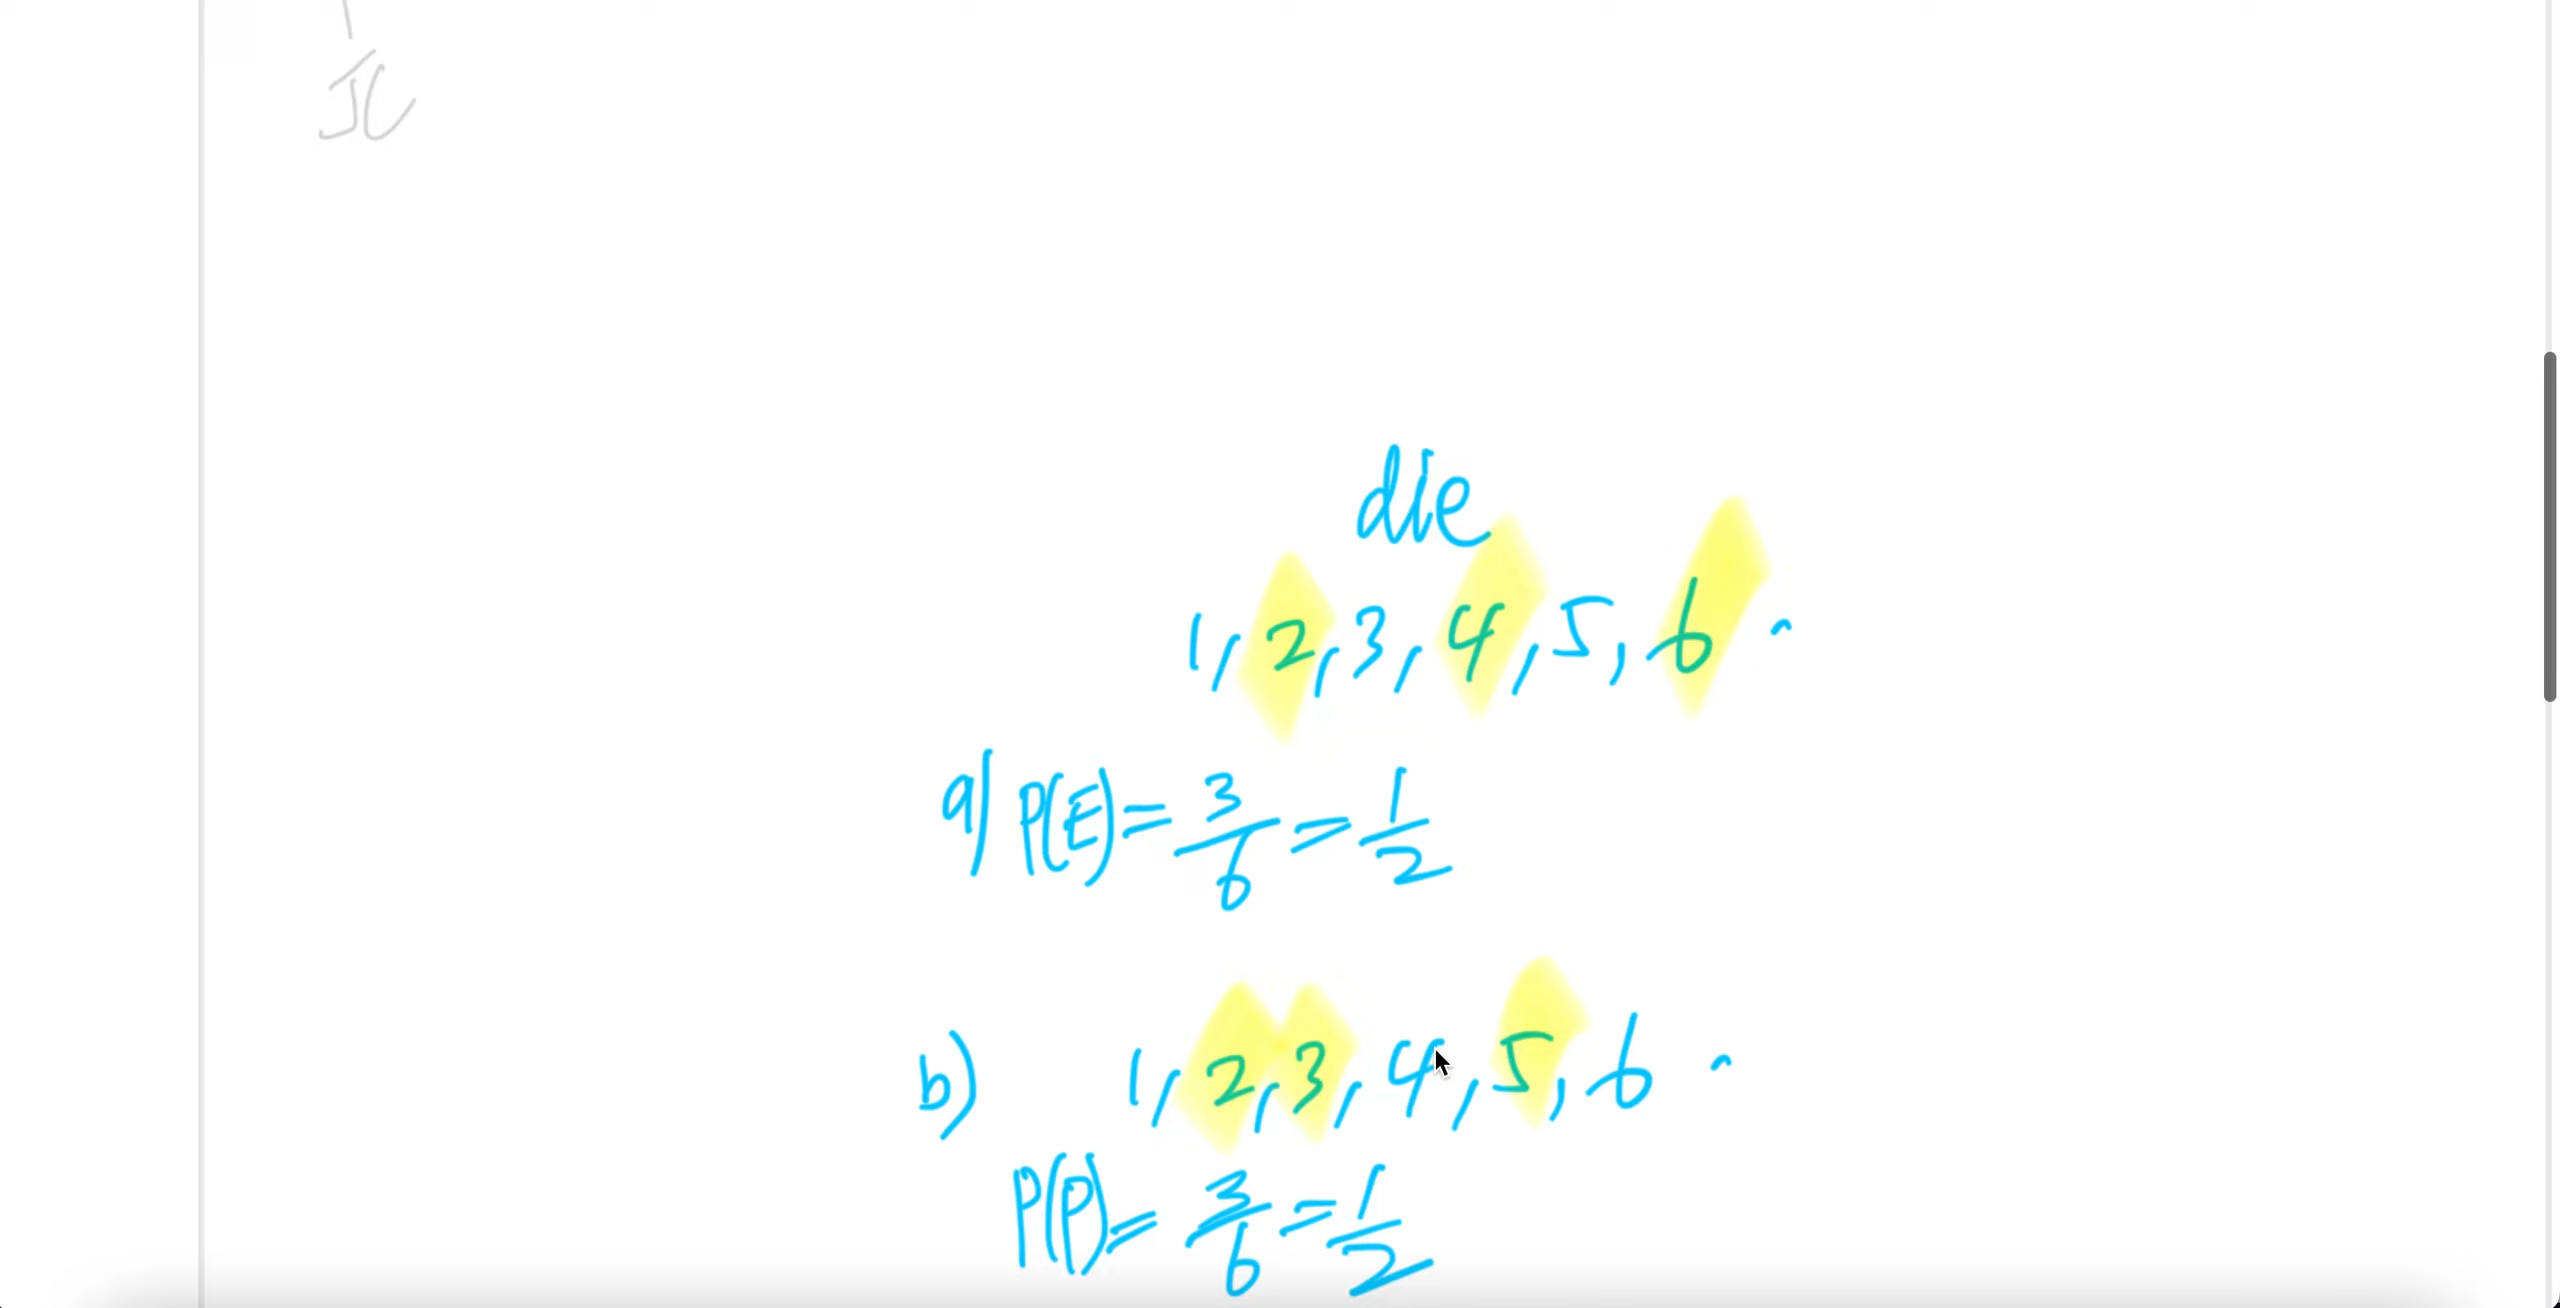 die
1, 2, 3, 4, 5, 6
a) P(E) = 3/6 = 1/2
b) 1, 2, 3, 4, 5, 6
P(P) = 3/6 = 1/2